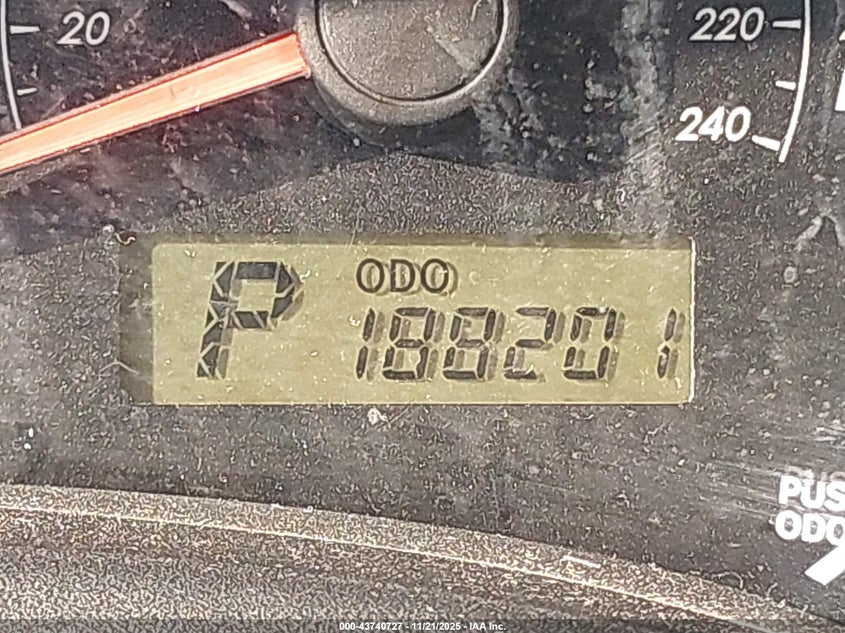 20
220
240
P
ODO
188201
PUS
ODO
000-43740727 - 11/21/2025 - IAA Inc.